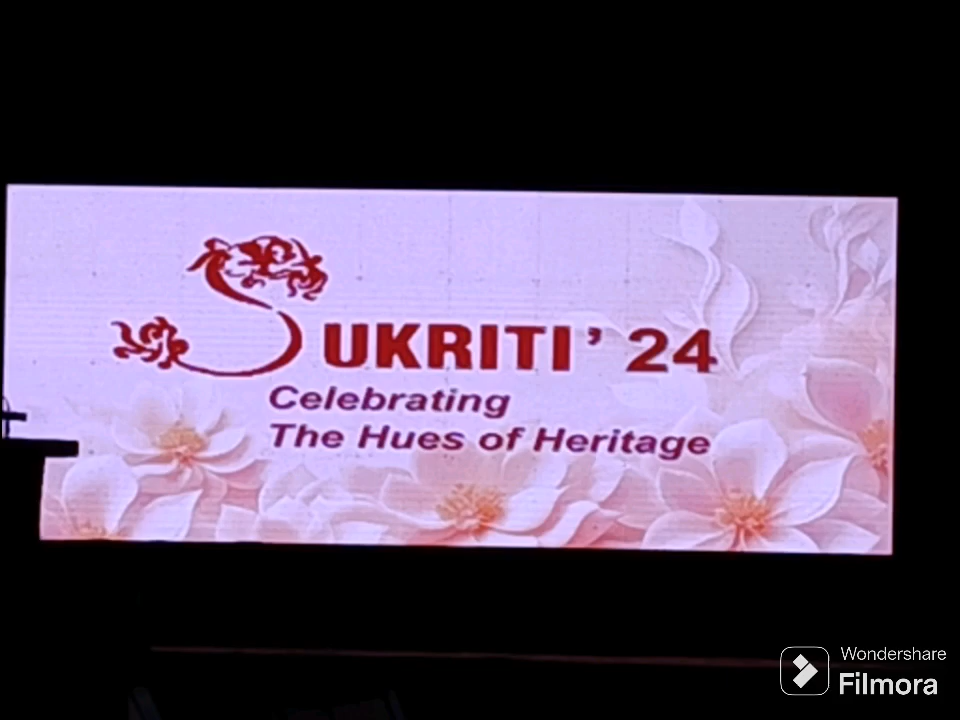 SUKRITI' 24
Celebrating
The Hues of Heritage
Wondershare
Filmora